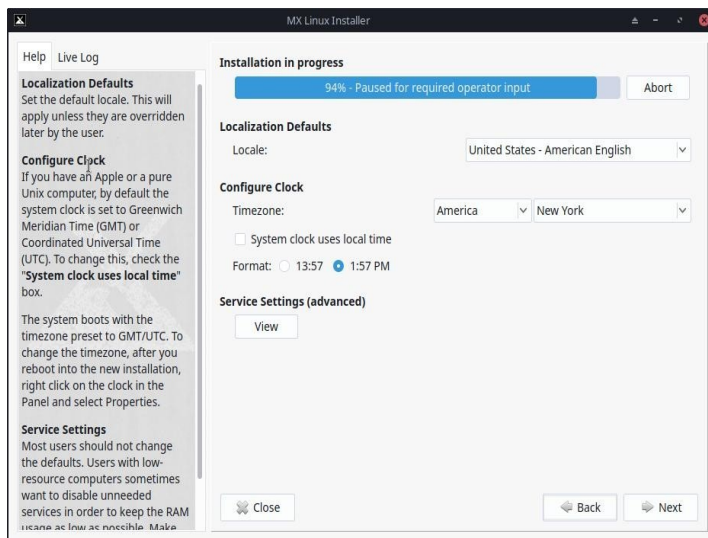 MX Linux Installer
Help Live Log
Localization Defaults
Set the default locale. This will
apply unless they are overridden
later by the user.
Configure Clock
If you have an Apple or a pure
Unix computer, by default the
system clock is set to Greenwich
Meridian Time (GMT) or
Coordinated Universal Time
(UTC). To change this, check the
"System clock uses local time"
box.
The system boots with the
timezone preset to GMT/UTC. To
change the timezone, after you
reboot into the new installation,
right click on the clock in the
Panel and select Properties.
Service Settings
Most users should not change
the defaults. Users with low-
resource computers sometimes
want to disable unneeded
services in order to keep the RAM
usage as low as possible. Make
Installation in progress
94% - Paused for required operator input
Abort
Localization Defaults
Locale: United States - American English
Configure Clock
Timezone: America New York
System clock uses local time
Format: 13:57 1:57 PM
Service Settings (advanced)
View
Close Back Next